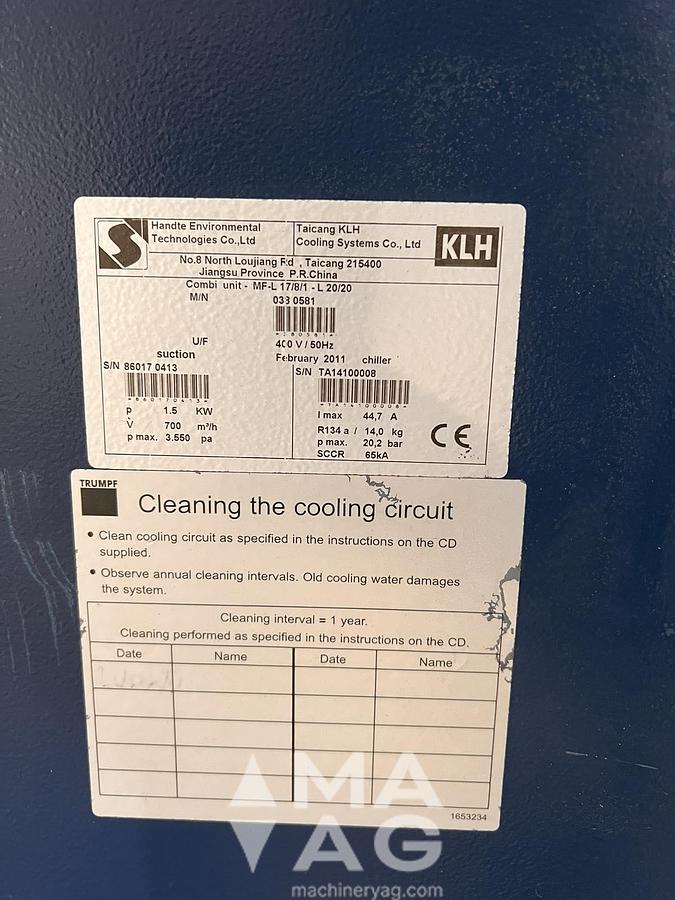 Handte Environmental
Technologies Co.,Ltd
Taicang KLH
Cooling Systems Co., Ltd
KLH
No.8 North Loujiang Rd , Taicang 215400
Jiangsu Province P.R.China
Combi unit - MF-L 17/8/1 - L 20/20
M/N 0380581
*380581*
U/F 400 V / 50Hz
February 2011
suction
S/N 86017 0413
*860170413*
P 1.5 KW
V̇ 700 m³/h
p max. 3.550 pa
chiller
S/N TA14100008
*TA14100008*
I max 44,7 A
R134 a / 14,0 kg
p max. 20,2 bar
SCCR 65kA
CE
TRUMPF
Cleaning the cooling circuit
• Clean cooling circuit as specified in the instructions on the CD
supplied.
• Observe annual cleaning intervals. Old cooling water damages
the system.
Cleaning interval = 1 year.
Cleaning performed as specified in the instructions on the CD.
Date Name Date Name
1653234
MA
AG
machineryag.com